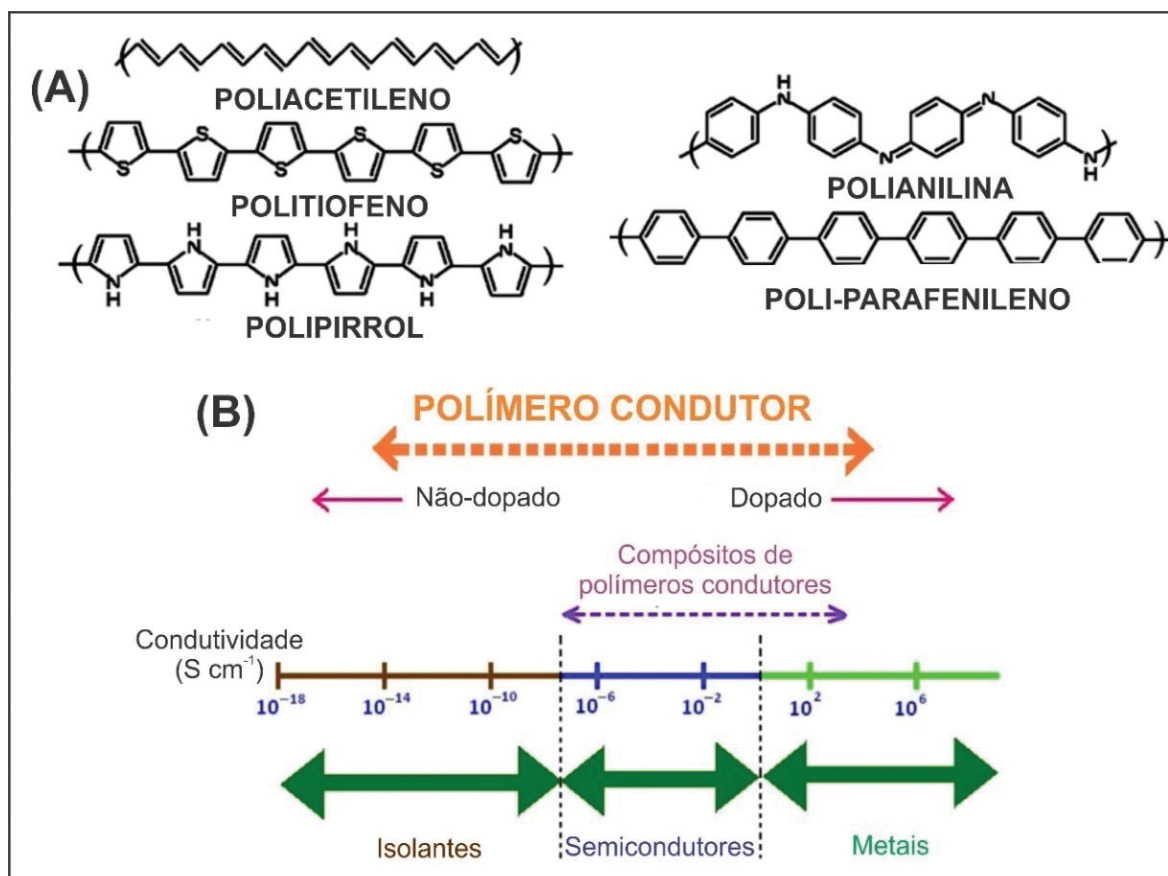 (A)
POLIACETILENO
S S S S S S
POLITIOFENO
H H H
N N N N N N
H H H
POLIPIRROL
H
N N
N N
H
POLIANILINA
POLI-PARAFENILENO
(B)
POLÍMERO CONDUTOR
Não-dopado Dopado
Compósitos de
polímeros condutores
Condutividade
(S cm⁻¹)
10⁻¹⁸ 10⁻¹⁴ 10⁻¹⁰ 10⁻⁶ 10⁻² 10² 10⁶
Isolantes Semicondutores Metais